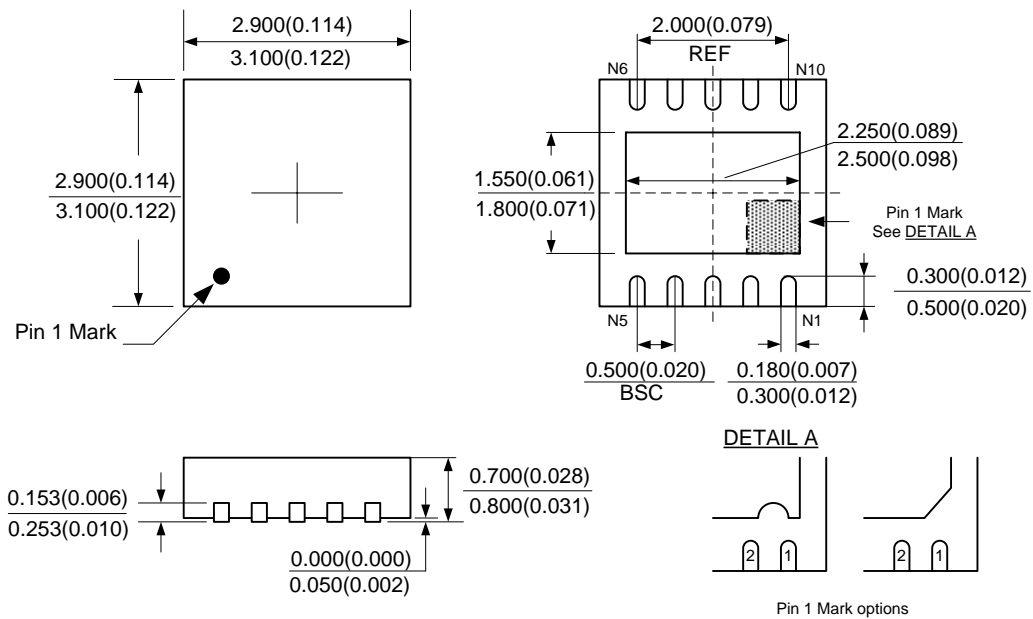 2.900(0.114)
3.100(0.122)
2.900(0.114)
3.100(0.122)
Pin 1 Mark
2.000(0.079)
REF
N6
N10
2.250(0.089)
2.500(0.098)
1.550(0.061)
1.800(0.071)
Pin 1 Mark
See DETAIL A
0.300(0.012)
0.500(0.020)
N5
N1
0.500(0.020)
BSC
0.180(0.007)
0.300(0.012)
0.153(0.006)
0.253(0.010)
0.700(0.028)
0.800(0.031)
0.000(0.000)
0.050(0.002)
DETAIL A
2 1
2 1
Pin 1 Mark options